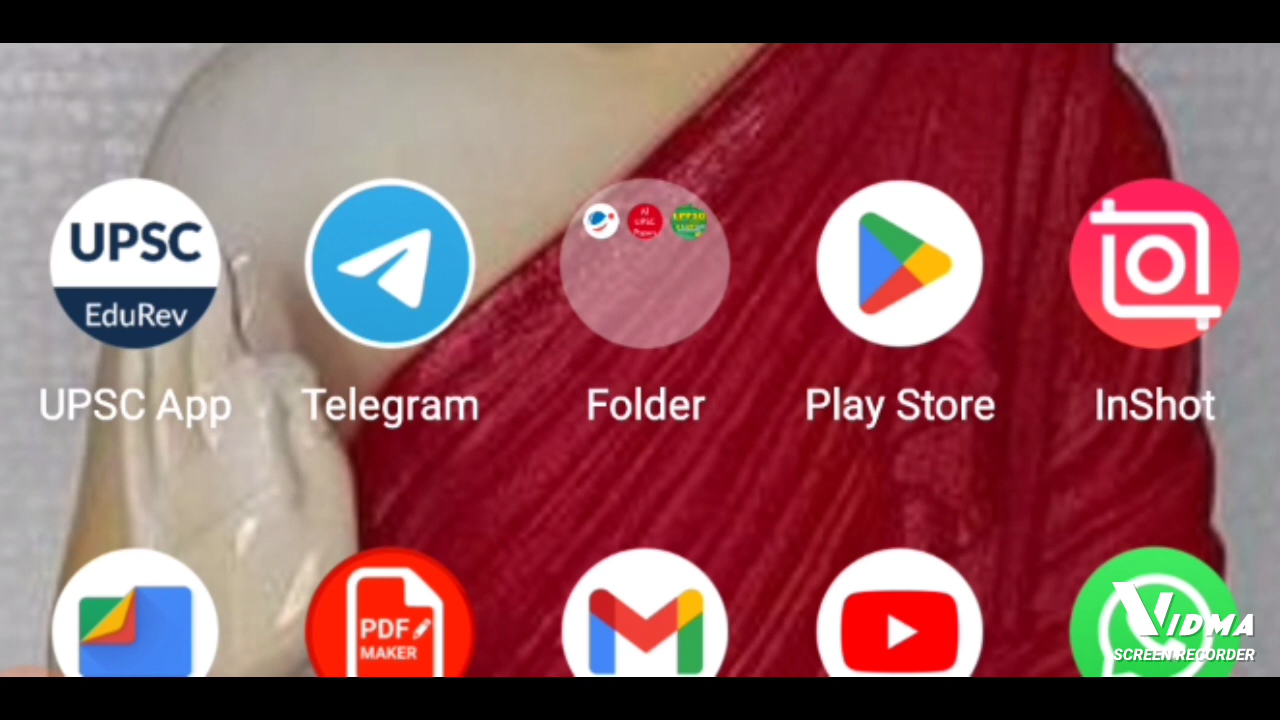 UPSC
EduRev
UPSC App
Telegram
Folder
Play Store
InShot
PDF
MAKER
VIDMA
SCREEN RECORDER